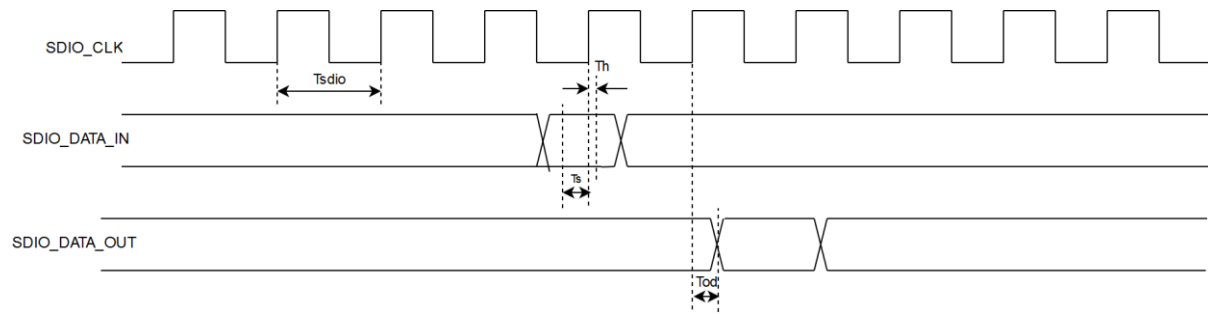 SDIO_CLK
Th
Tsdio
SDIO_DATA_IN
Ts
SDIO_DATA_OUT
Tod